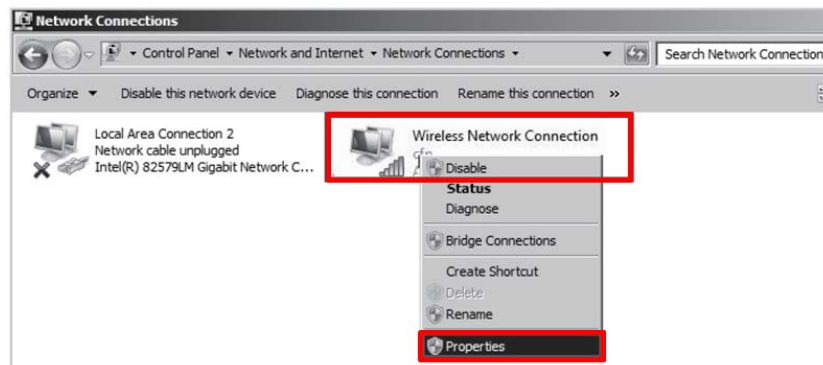 Network Connections
Control Panel Network and Internet Network Connections
Search Network Connection
Organize Disable this network device Diagnose this connection Rename this connection »
Local Area Connection 2
Network cable unplugged
Intel(R) 82579LM Gigabit Network C...
Wireless Network Connection
Disable
Status
Diagnose
Bridge Connections
Create Shortcut
Delete
Rename
Properties